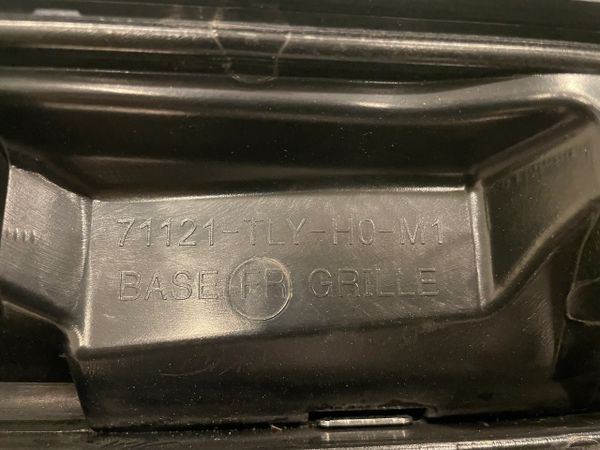 71121-TLY-H0-M1
BASE FR GRILLE